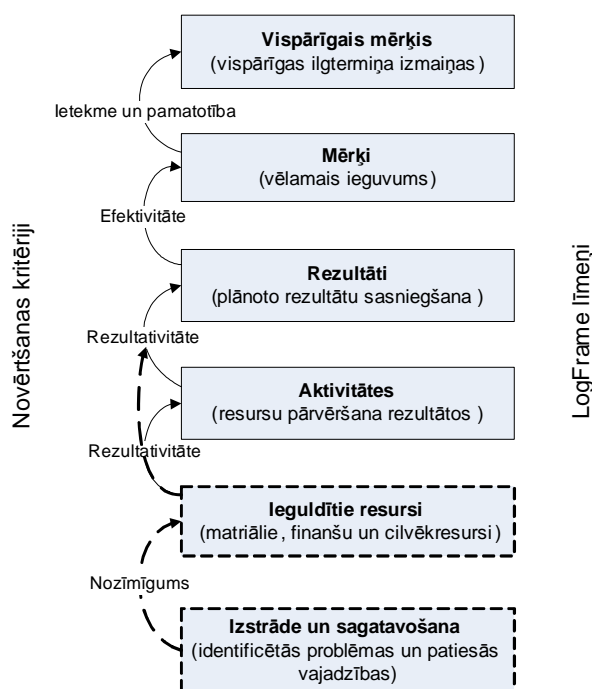 Vispārīgais mērķis
(vispārīgas ilgtermiņa izmaiņas)
Ietekme un pamatotība
Mērķi
(vēlamais ieguvums)
Efektivitāte
Rezultāti
(plānoto rezultātu sasniegšana)
Rezultativitāte
Aktivitātes
(resursu pārvēršana rezultātos)
Rezultativitāte
Ieguldītie resursi
(matriālie, finanšu un cilvēkresursi)
Nozīmīgums
Izstrāde un sagatavošana
(identificētās problēmas un patiesās
vajadzības)
Novērtšanas kritēriji
LogFrame līmeņi